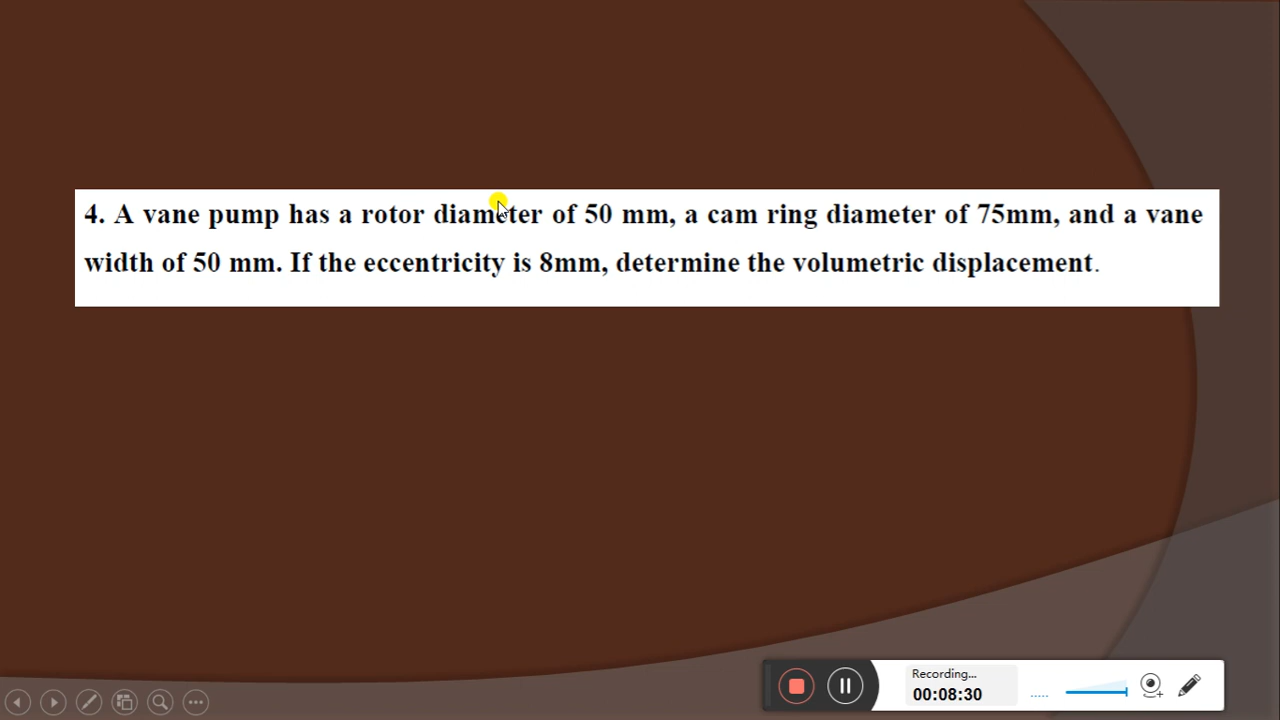 4. A vane pump has a rotor diameter of 50 mm, a cam ring diameter of 75mm, and a vane
width of 50 mm. If the eccentricity is 8mm, determine the volumetric displacement.
Recording...
00:08:30